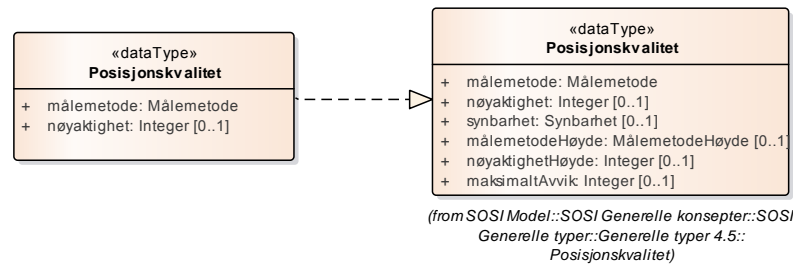 «dataType»
Posisjonskvalitet
+ målemetode: Målemetode
+ nøyaktighet: Integer [0..1]
«dataType»
Posisjonskvalitet
+ målemetode: Målemetode
+ nøyaktighet: Integer [0..1]
+ synbarhet: Synbarhet [0..1]
+ målemetodeHøyde: MålemetodeHøyde [0..1]
+ nøyaktighetHøyde: Integer [0..1]
+ maksimaltAvvik: Integer [0..1]
(from SOSI Model::SOSI Generelle konsepter::SOSI
Generelle typer::Generelle typer 4.5::
Posisjonskvalitet)